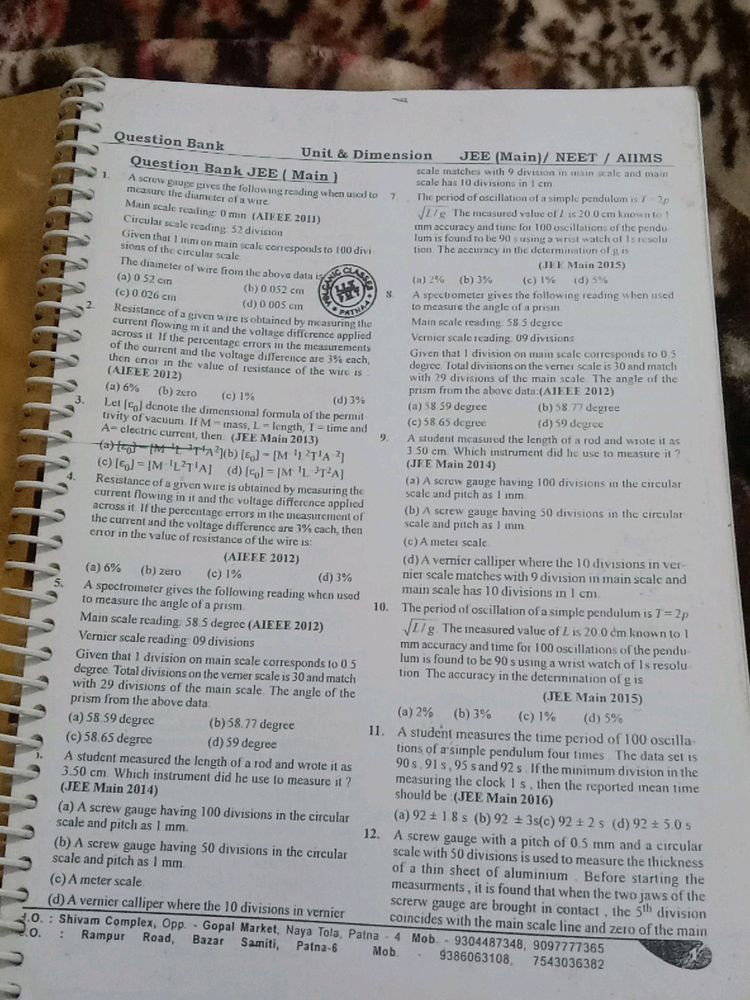 Question Bank Unit & Dimension JEE (Main)/ NEET / AIIMS
Question Bank JEE ( Main )
1. A screw gauge gives the following reading when used to
measure the diameter of a wire
Main scale reading: 0 mm (AIEEE 2011)
Circular scale reading: 52 division
Given that 1 mm on main scale corresponds to 100 divi-
sions of the circular scale
The diameter of wire from the above data is
(a) 0.52 cm (b) 0.052 cm
(c) 0.026 cm (d) 0.005 cm
2. Resistance of a given wire is obtained by measuring the
current flowing in it and the voltage difference applied
across it. If the percentage errors in the measurements
of the current and the voltage difference are 3% each,
then error in the value of resistance of the wire is :
(AIEEE 2012)
(a) 6% (b) zero (c) 1% (d) 3%
3. Let [ε₀] denote the dimensional formula of the permit
tivity of vacuum. If M = mass, L = length, T = time and
A= electric current, then: (JEE Main 2013)
(a) [ε₀] = [M⁻¹L⁻³T⁴A²](b) [ε₀] = [M⁻¹L²T¹A⁻²]
(c) [ε₀] = [M⁻¹L²T¹A] (d) [ε₀] = [M⁻¹L⁻³T²A]
4. Resistance of a given wire is obtained by measuring the
current flowing in it and the voltage difference applied
across it. If the percentage errors in the measurement of
the current and the voltage difference are 3% each, then
error in the value of resistance of the wire is:
(AIEEE 2012)
(a) 6% (b) zero (c) 1% (d) 3%
5. A spectrometer gives the following reading when used
to measure the angle of a prism.
Main scale reading: 58.5 degree (AIEEE 2012)
Vernier scale reading: 09 divisions
Given that 1 division on main scale corresponds to 0.5
degree. Total divisions on the verner scale is 30 and match
with 29 divisions of the main scale. The angle of the
prism from the above data.
(a) 58.59 degree (b) 58.77 degree
(c) 58.65 degree (d) 59 degree
A student measured the length of a rod and wrote it as
3.50 cm. Which instrument did he use to measure it ?
(JEE Main 2014)
(a) A screw gauge having 100 divisions in the circular
scale and pitch as 1 mm.
(b) A screw gauge having 50 divisions in the circular
scale and pitch as 1 mm.
(c) A meter scale
(d) A vernier calliper where the 10 divisions in vernier
scale matches with 9 division in main scale and main
scale has 10 divisions in 1 cm.
7 The period of oscillation of a simple pendulum is T = 2p
√L/g. The measured value of L is 20.0 cm known to 1
mm accuracy and time for 100 oscillations of the pendu
lum is found to be 90 s using a wrist watch of 1s resolu
tion. The accuracy in the determination of g is
(JEE Main 2015)
(a) 2% (b) 3% (c) 1% (d) 5%
8. A spectrometer gives the following reading when used
to measure the angle of a prism.
Main scale reading: 58.5 degree
Vernier scale reading: 09 divisions
Given that 1 division on main scale corresponds to 0.5
degree. Total divisions on the verner scale is 30 and match
with 29 divisions of the main scale. The angle of the
prism from the above data:(AIEEE 2012)
(a) 58.59 degree (b) 58.77 degree
(c) 58.65 degree (d) 59 degree
9. A student measured the length of a rod and wrote it as
3.50 cm. Which instrument did he use to measure it ?
(JEE Main 2014)
(a) A screw gauge having 100 divisions in the circular
scale and pitch as 1 mm.
(b) A screw gauge having 50 divisions in the circular
scale and pitch as 1 mm.
(c) A meter scale
(d) A vernier calliper where the 10 divisions in ver-
nier scale matches with 9 division in main scale and
main scale has 10 divisions in 1 cm.
10. The period of oscillation of a simple pendulum is T = 2p
√L/g. The measured value of L is 20.0 cm known to 1
mm accuracy and time for 100 oscillations of the pendu
lum is found to be 90 s using a wrist watch of 1s resolu
tion. The accuracy in the determination of g is
(JEE Main 2015)
(a) 2% (b) 3% (c) 1% (d) 5%
11. A student measures the time period of 100 oscilla-
tions of a simple pendulum four times . The data set is
90 s , 91 s , 95 s and 92 s . If the minimum division in the
measuring the clock 1 s , then the reported mean time
should be :(JEE Main 2016)
(a) 92 ± 1.8 s (b) 92 ± 3s(c) 92 ± 2 s (d) 92 ± 5.0 s
12. A screw gauge with a pitch of 0.5 mm and a circular
scale with 50 divisions is used to measure the thickness
of a thin sheet of aluminium . Before starting the
measurments , it is found that when the two jaws of the
screrw gauge are brought in contact , the 5th division
coincides with the main scale line and zero of the main
.O. : Shivam Complex, Opp. - Gopal Market, Naya Tola, Patna - 4 Mob. - 9304487348, 9097777365
.O. : Rampur Road, Bazar Samiti, Patna-6 Mob. - 9386063108, 7543036382
1